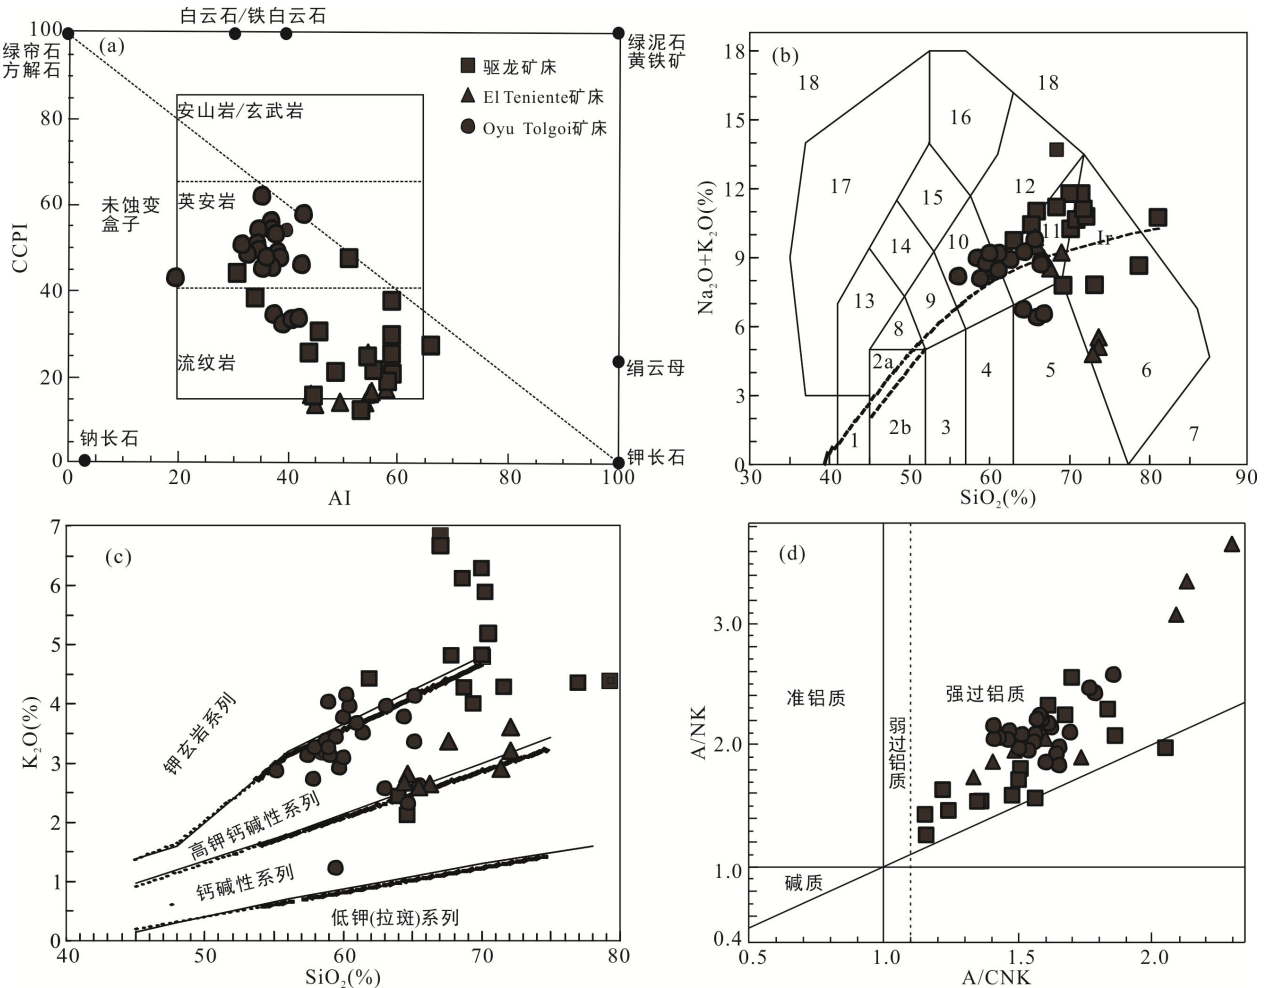 白云石/铁白云石
100
(a)
绿帘石
方解石
绿泥石
黄铁矿
驱龙矿床
El Teniente矿床
Oyu Tolgoi矿床
安山岩/玄武岩
80
英安岩
未蚀变
盒子
60
CCPI
40
流纹岩
20
绢云母
钠长石
钾长石
0
0
20
40
60
80
100
AI
(b)
18
15
12
9
6
3
0
Na₂O+K₂O(%)
18
18
16
17
15
12
14
10
11
Ir
13
9
8
2a
4
5
6
1
2b
3
7
30
40
50
60
70
80
90
SiO₂(%)
(c)
7
6
5
4
3
2
1
0
K₂O(%)
钾玄岩系列
高钾钙碱性系列
钙碱性系列
低钾(拉斑)系列
40
50
60
70
80
SiO₂(%)
(d)
3.0
2.0
1.0
0.4
A/NK
准铝质
弱过铝质
强过铝质
碱质
0.5
1.0
1.5
2.0
A/CNK